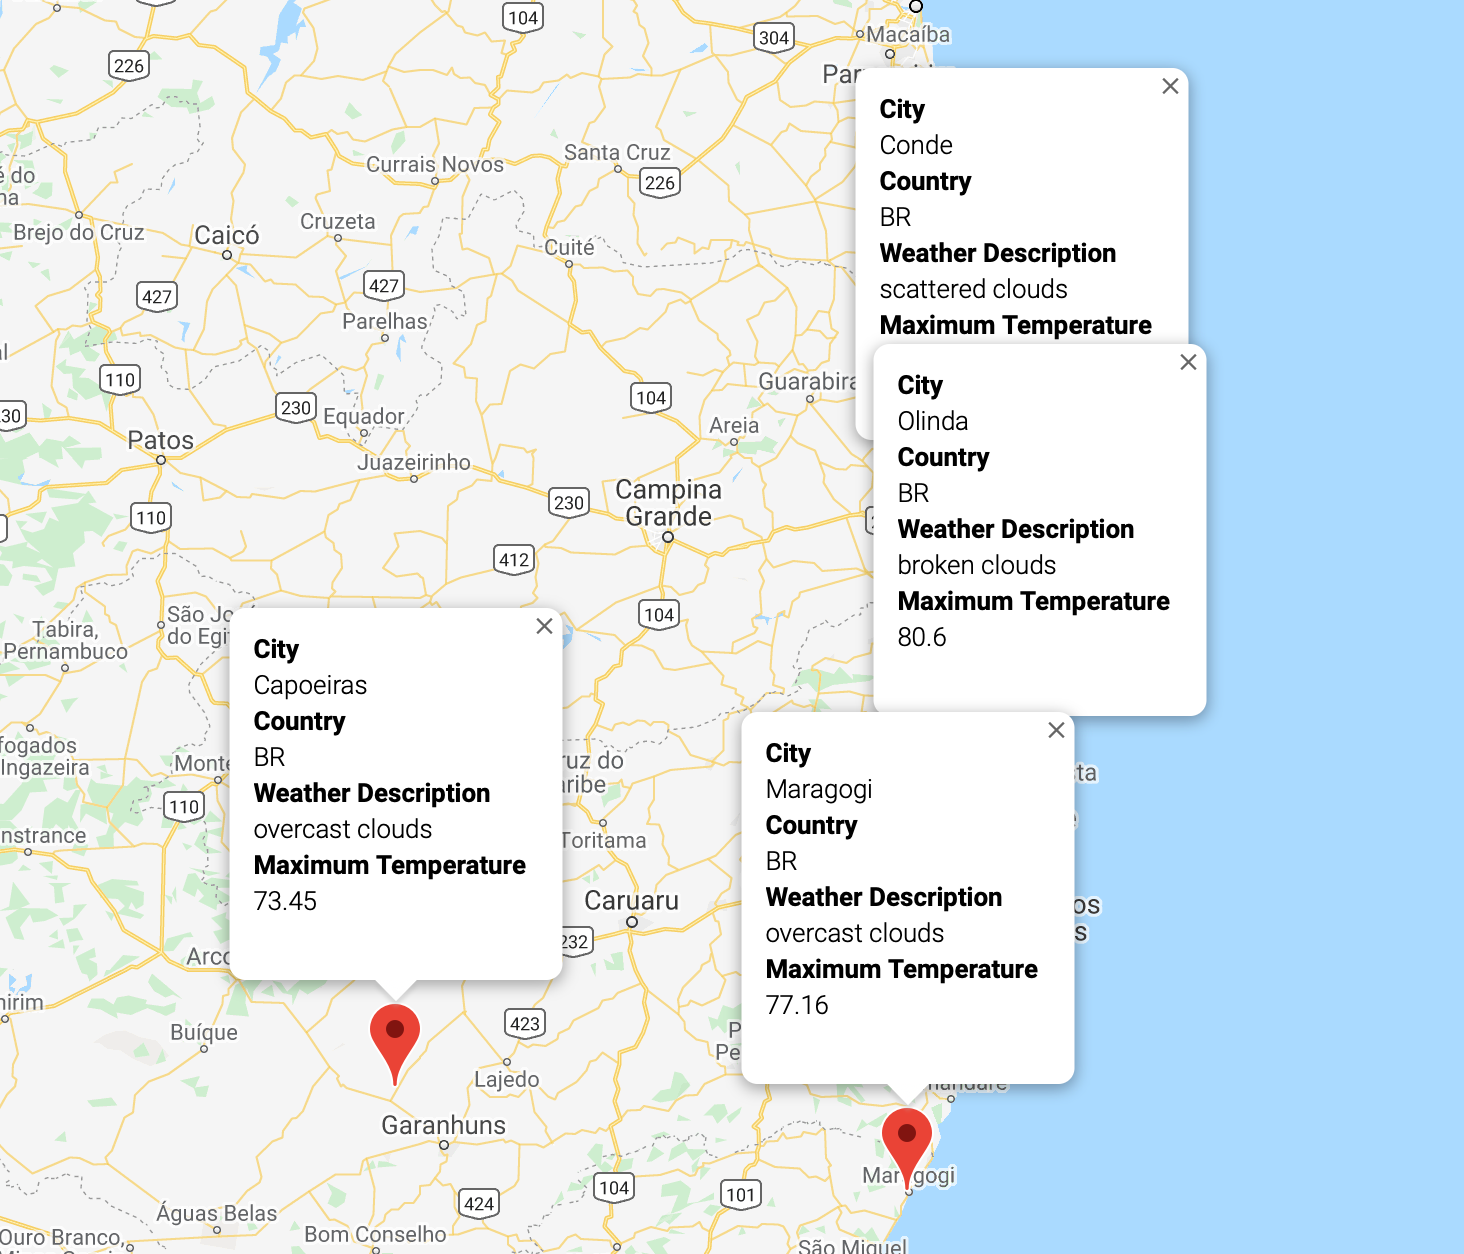 104
304
Macaíba
226
City
Conde
Country
BR
Weather Description
scattered clouds
Maximum Temperature
Currais Novos
Santa Cruz
226
é do
na
Brejo do Cruz
Caicó
Cruzeta
Cuité
427
427
Parelhas
110
230
Equador
104
Guarabira
Areia
30
Patos
Juazeirinho
110
230
Campina
Grande
412
104
City
Olinda
Country
BR
Weather Description
broken clouds
Maximum Temperature
80.6
Tabira,
Pernambuco
São Jo
do Egit
City
Capoeiras
Country
BR
Weather Description
overcast clouds
Maximum Temperature
73.45
fogados
Ingazeira
Monte
110
nstrance
Arco
ruz do
aribe
Toritama
Caruaru
232
City
Maragogi
Country
BR
Weather Description
overcast clouds
Maximum Temperature
77.16
ta
os
s
nirim
Buíque
423
Lajedo
Garanhuns
P
Pe
mandaré
Maragogi
424
104
101
Águas Belas
Bom Conselho
Ouro Branco,
São Miguel